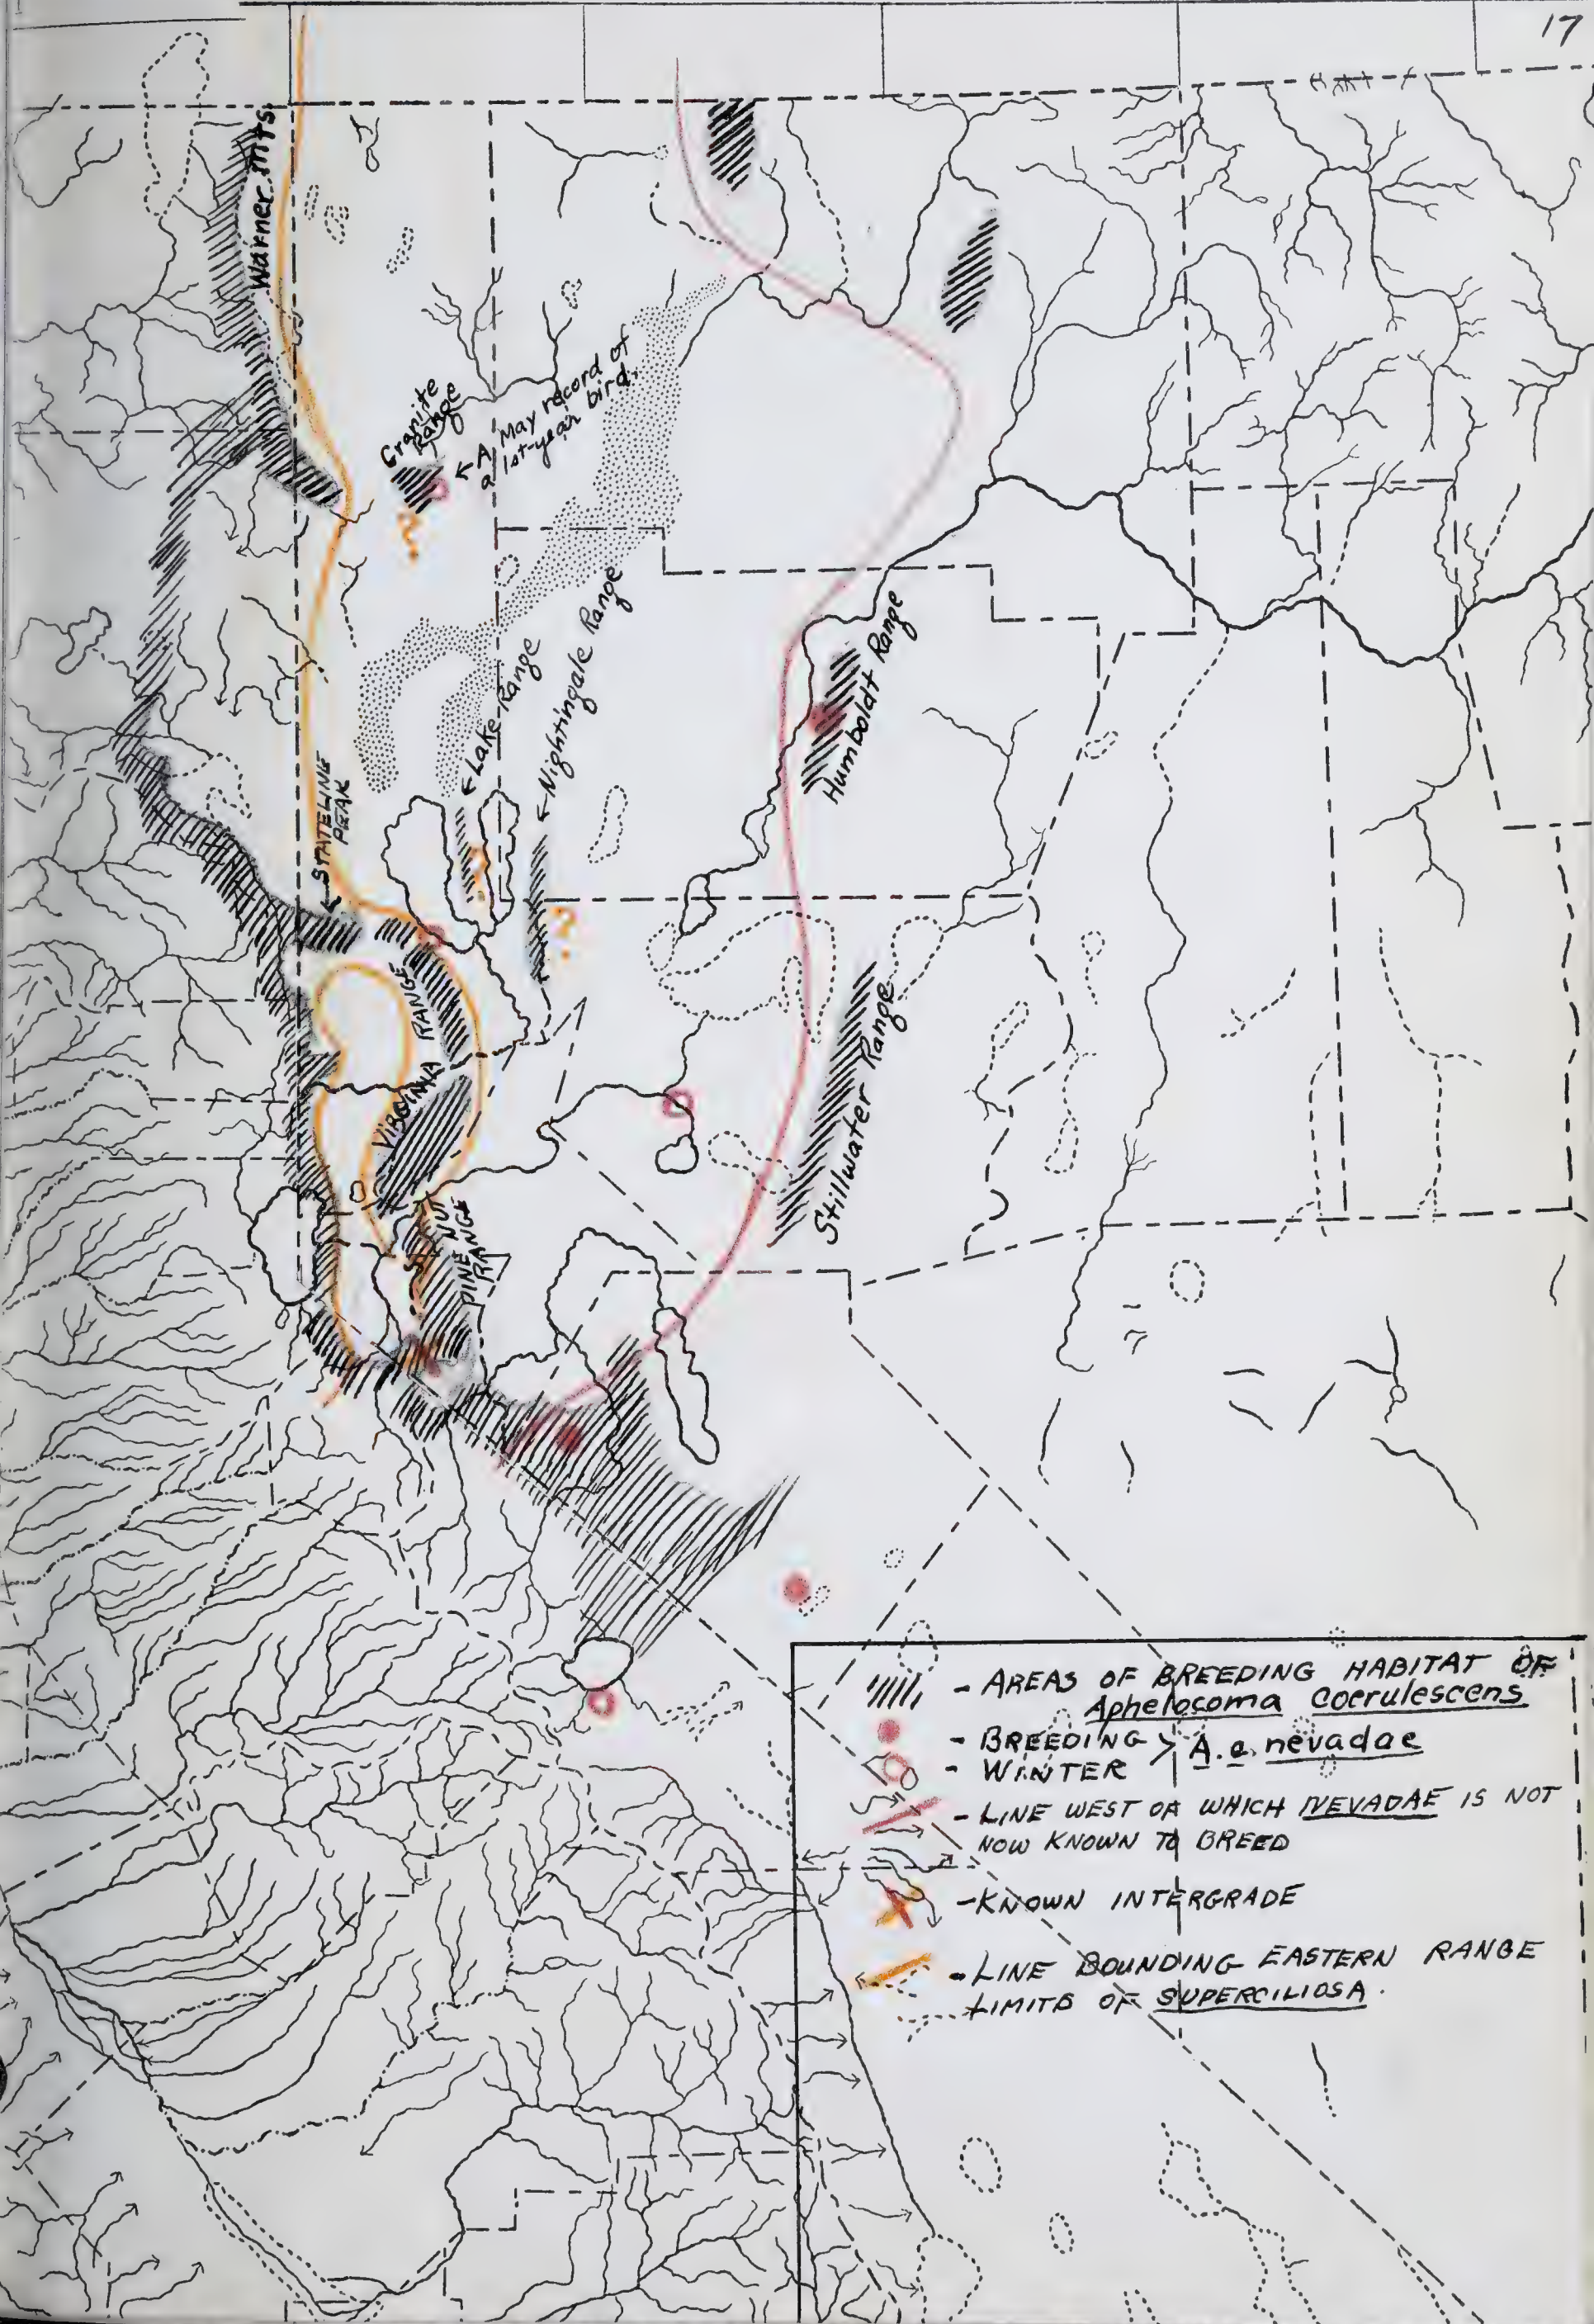 17
Warner Mts.
Granite
Range
← A May record of
a 1st-year bird.
← Lake Range
← Nightingale Range
Humboldt Range
← STATELINE
PEAK
VIRGINIA RANGE
Stillwater Range
PINE NUT
RANGE
?
?
?
- AREAS OF BREEDING HABITAT OF
Aphelocoma coerulescens
- BREEDING > A. c. nevadae
- WINTER
- LINE WEST OF WHICH NEVADAE IS NOT
NOW KNOWN TO BREED
X - KNOWN INTERGRADE
- LINE BOUNDING EASTERN RANGE
LIMITS OF SUPERCILIOSA.